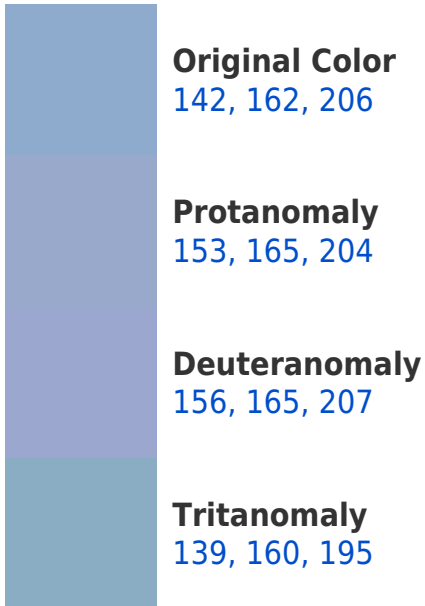 Original Color
142, 162, 206
Protanomaly
153, 165, 204
Deuteranomaly
156, 165, 207
Tritanomaly
139, 160, 195